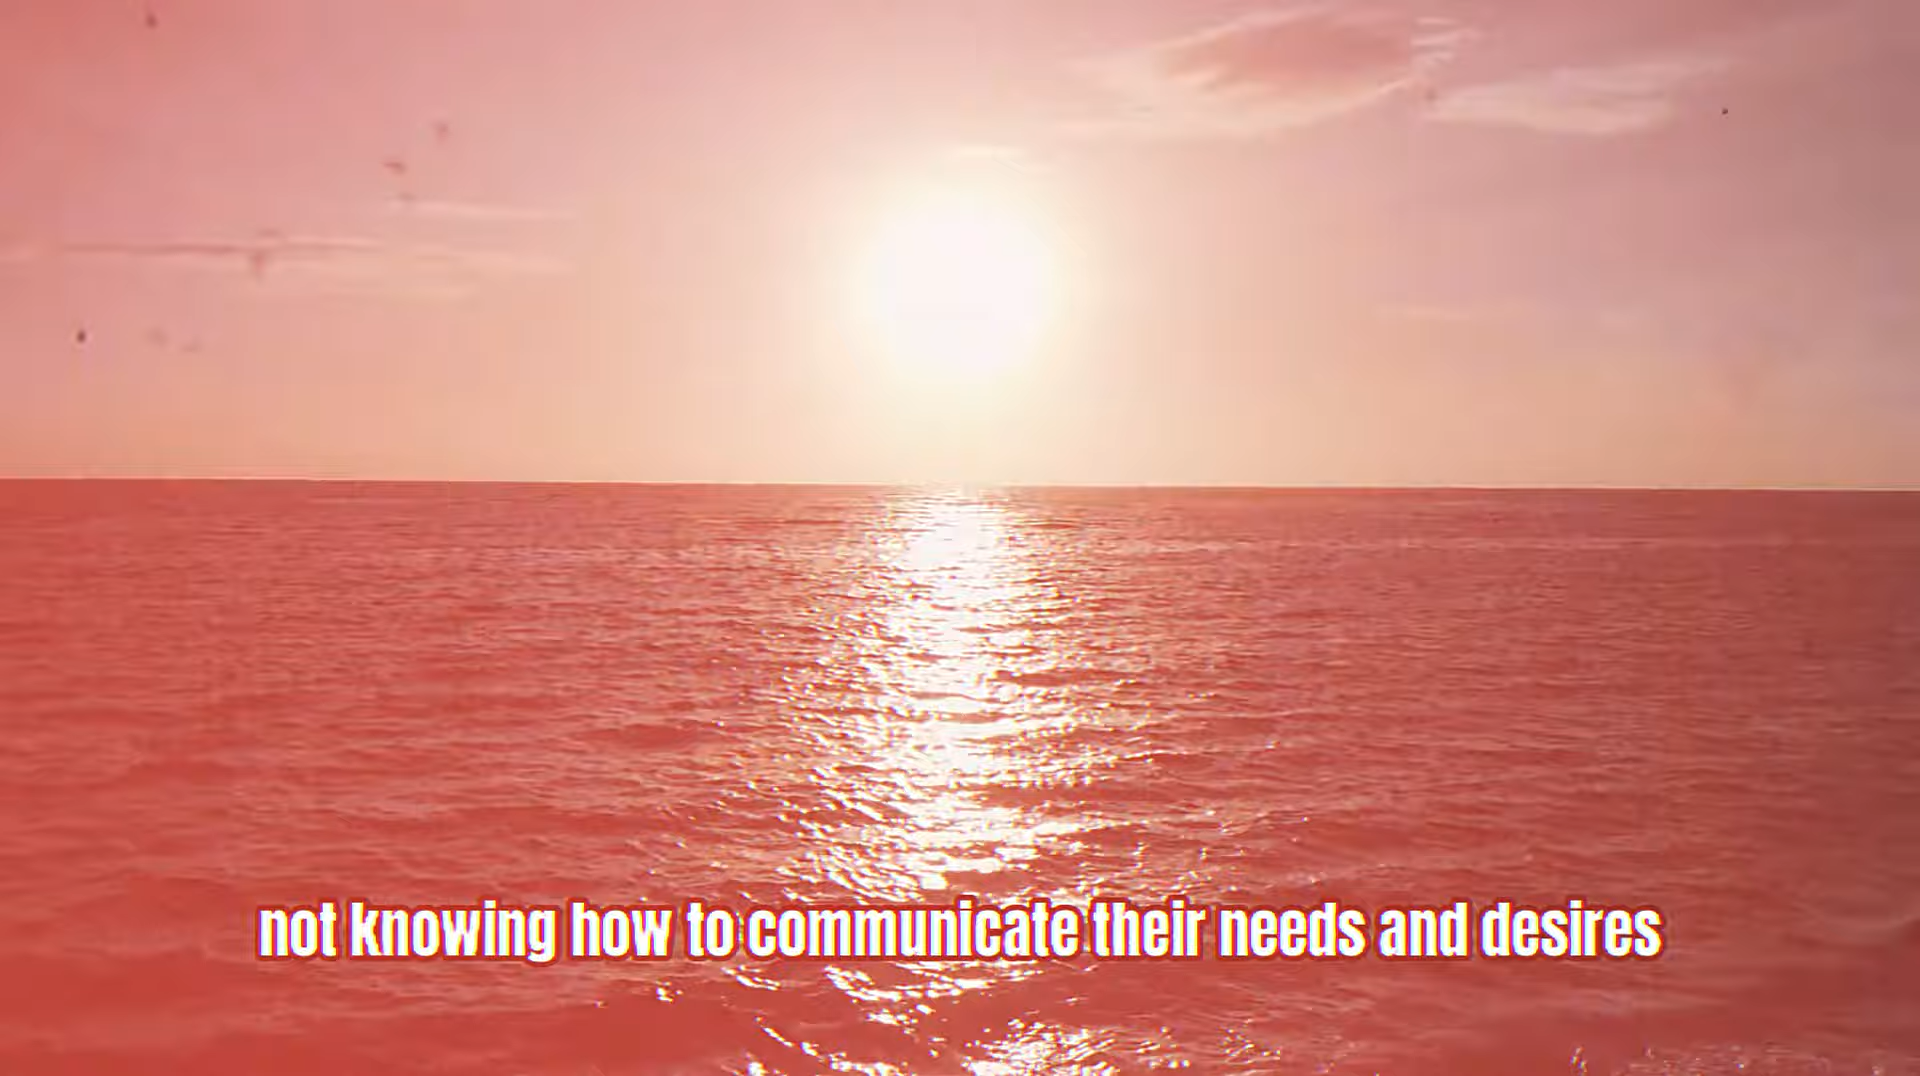 not knowing how to communicate their needs and desires